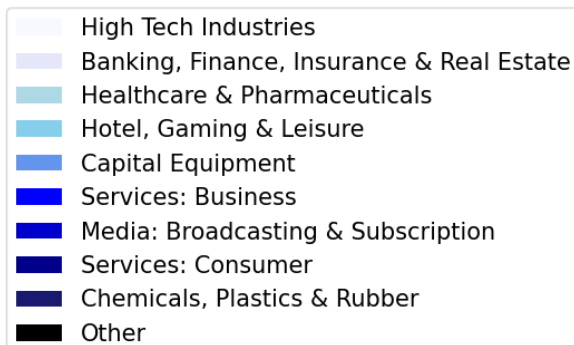 High Tech Industries
Banking, Finance, Insurance & Real Estate
Healthcare & Pharmaceuticals
Hotel, Gaming & Leisure
Capital Equipment
Services: Business
Media: Broadcasting & Subscription
Services: Consumer
Chemicals, Plastics & Rubber
Other